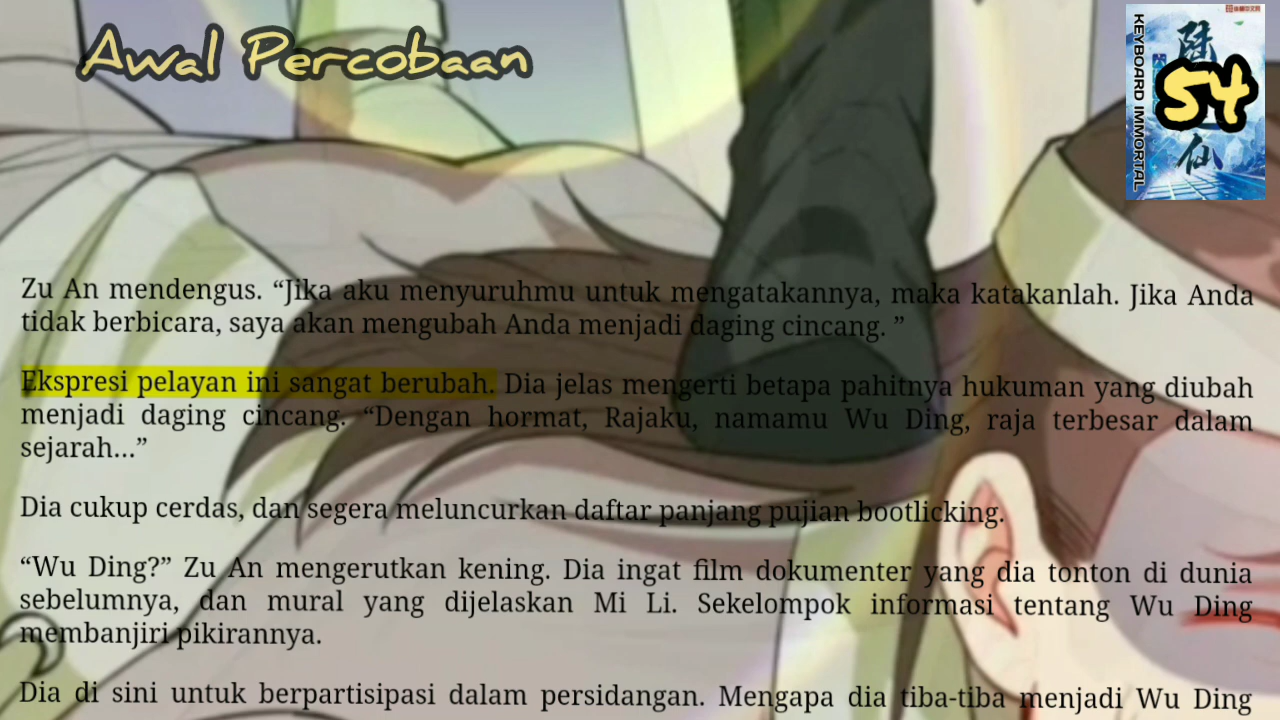 Awal Percobaan
KEYBOARD IMMORTAL
54
仙
Zu An mendengus. “Jika aku menyuruhmu untuk mengatakannya, maka katakanlah. Jika Anda
tidak berbicara, saya akan mengubah Anda menjadi daging cincang. ”
Ekspresi pelayan ini sangat berubah. Dia jelas mengerti betapa pahitnya hukuman yang diubah
menjadi daging cincang. “Dengan hormat, Rajaku, namamu Wu Ding, raja terbesar dalam
sejarah...”
Dia cukup cerdas, dan segera meluncurkan daftar panjang pujian bootlicking.
“Wu Ding?” Zu An mengerutkan kening. Dia ingat film dokumenter yang dia tonton di dunia
sebelumnya, dan mural yang dijelaskan Mi Li. Sekelompok informasi tentang Wu Ding
membanjiri pikirannya.
Dia di sini untuk berpartisipasi dalam persidangan. Mengapa dia tiba-tiba menjadi Wu Ding